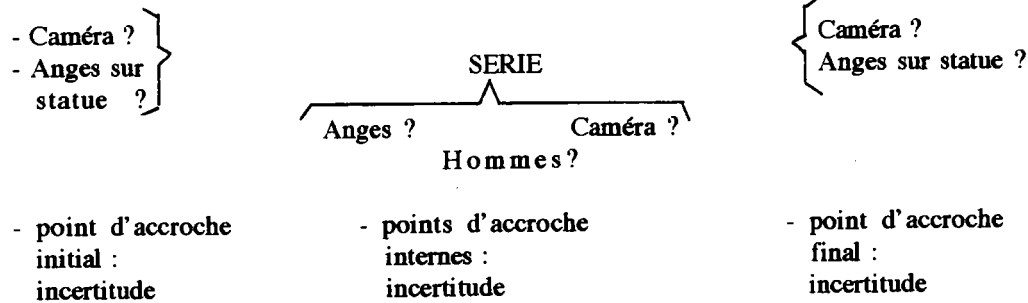 - Caméra ?
- Anges sur
statue ?
SERIE
Anges ? Caméra ?
Hommes ?
Caméra ?
Anges sur statue ?
- point d'accroche
initial :
incertitude
- points d'accroche
internes :
incertitude
- point d'accroche
final :
incertitude